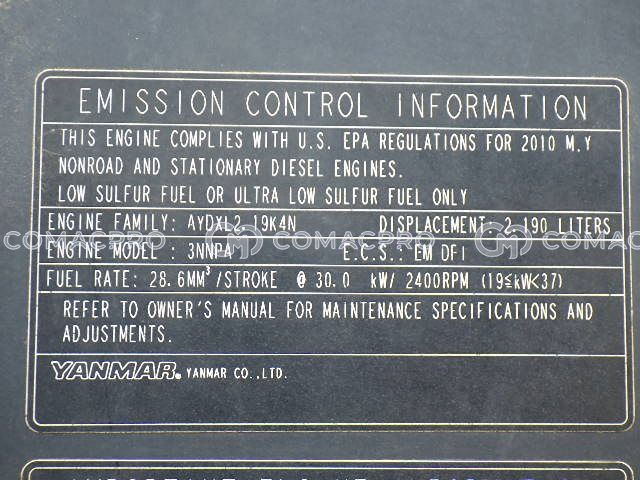 EMISSION CONTROL INFORMATION
THIS ENGINE COMPLIES WITH U.S. EPA REGULATIONS FOR 2010 M.Y
NONROAD AND STATIONARY DIESEL ENGINES.
LOW SULFUR FUEL OR ULTRA LOW SULFUR FUEL ONLY
ENGINE FAMILY: AYDXL2.19K4N DISPLACEMENT: 2.190 LITERS
COMACPRO COMACPRO
ENGINE MODEL : 3NNPA E.C.S.: EM DFI
FUEL RATE: 28.6MM³/STROKE @ 30.0 kW/ 2400RPM (19≦kW<37)
REFER TO OWNER'S MANUAL FOR MAINTENANCE SPECIFICATIONS AND
ADJUSTMENTS.
YANMAR. YANMAR CO.,LTD.